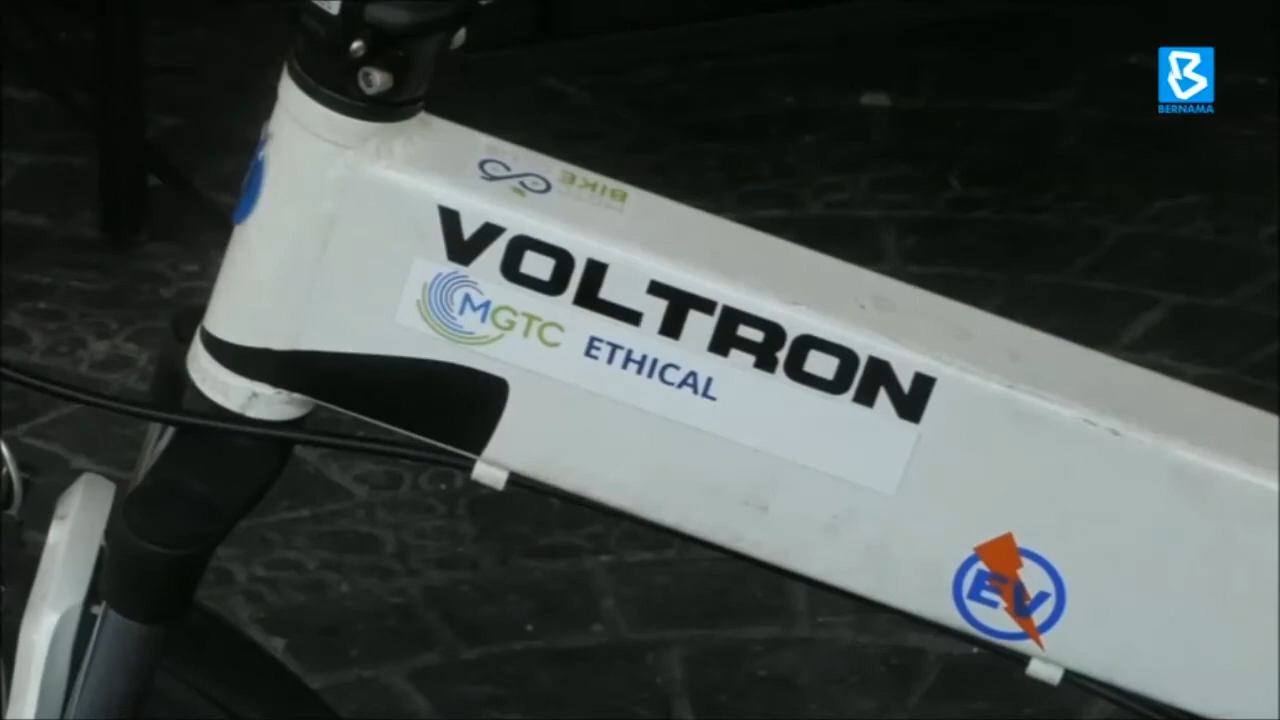 BERNAMA
BIKE
VOLTRON
MGTC ETHICAL
EV